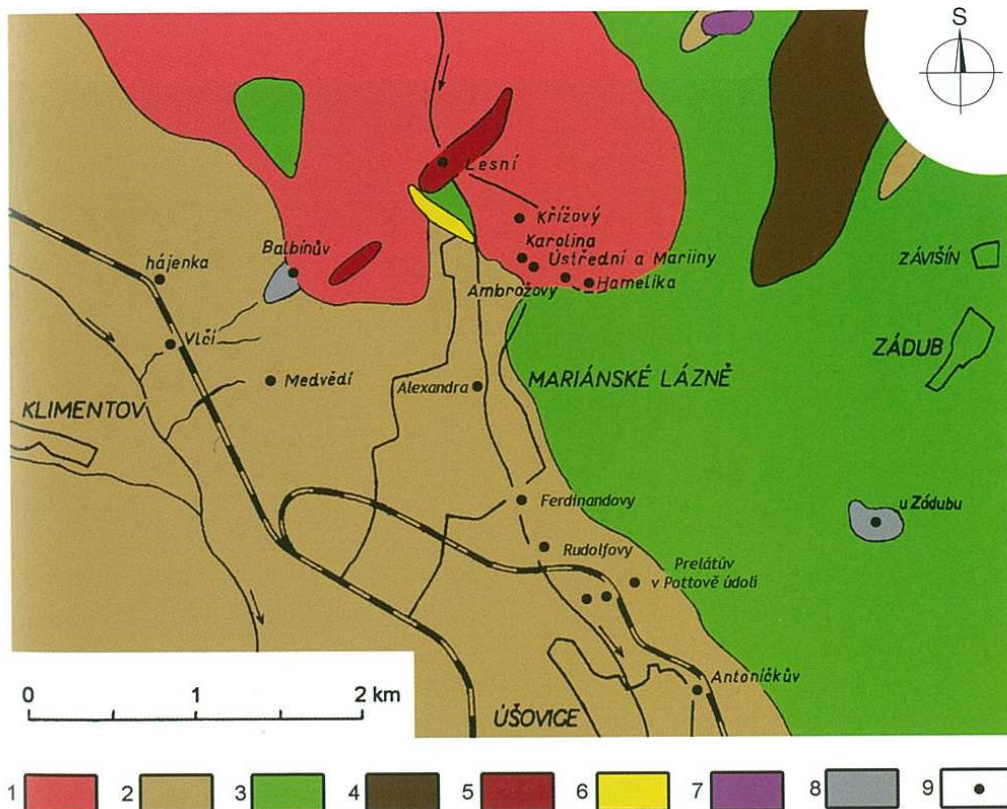 S
Lesní
Křížový
Karolina
Balbínův
Ústřední a Mariiny
hájenka
ZÁVIŠÍN
Ambrožovy
Hamelika
Vlčí
ZÁDUB
Medvědí
Alexandra
MARIÁNSKÉ LÁZNĚ
KLIMENTOV
Ferdinandovy
u Zádubu
Rudolfovy
Prelátův
v Pottově údolí
Antoníčkův
0 1 2 km
ÚŠOVICE
1 2 3 4 5 6 7 8 9